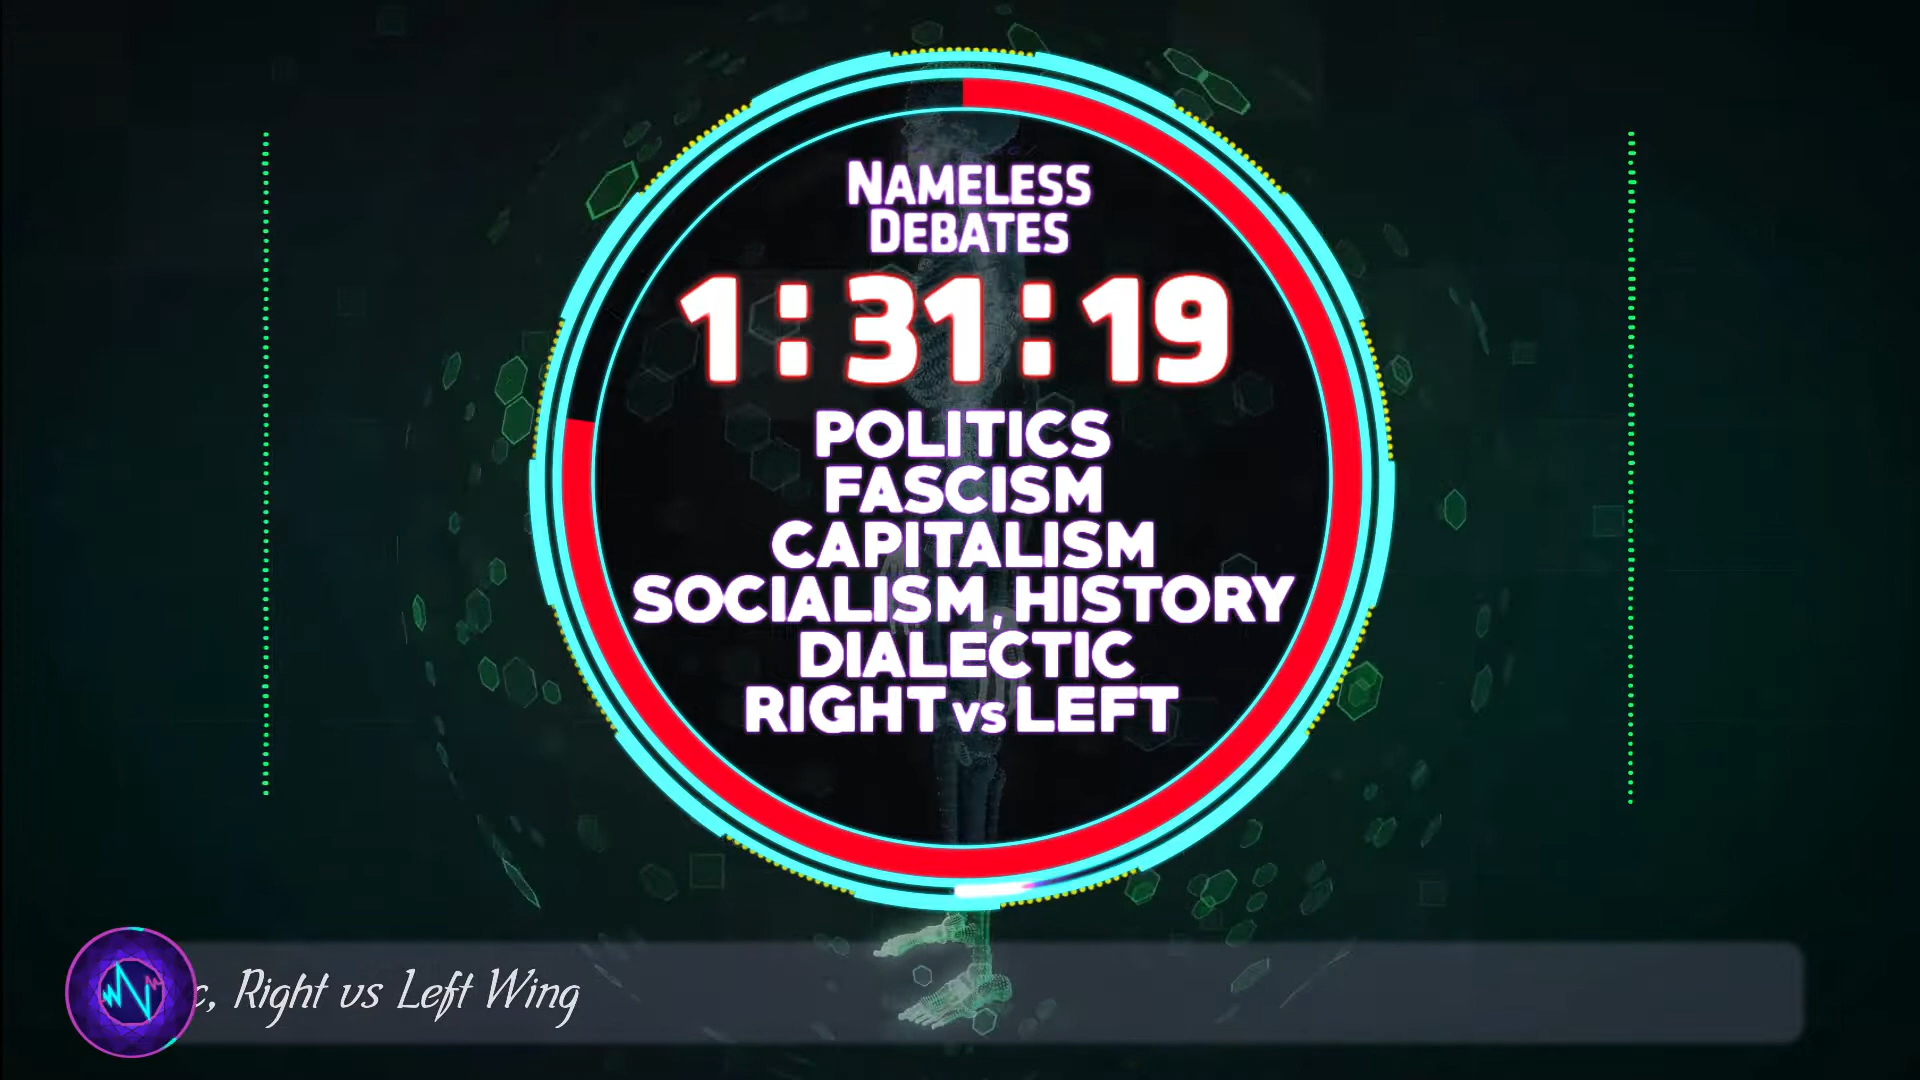 NAMELESS
DEBATES
1:31:19
POLITICS
FASCISM
CAPITALISM
SOCIALISM, HISTORY
DIALECTIC
RIGHT vs LEFT
c, Right vs Left Wing